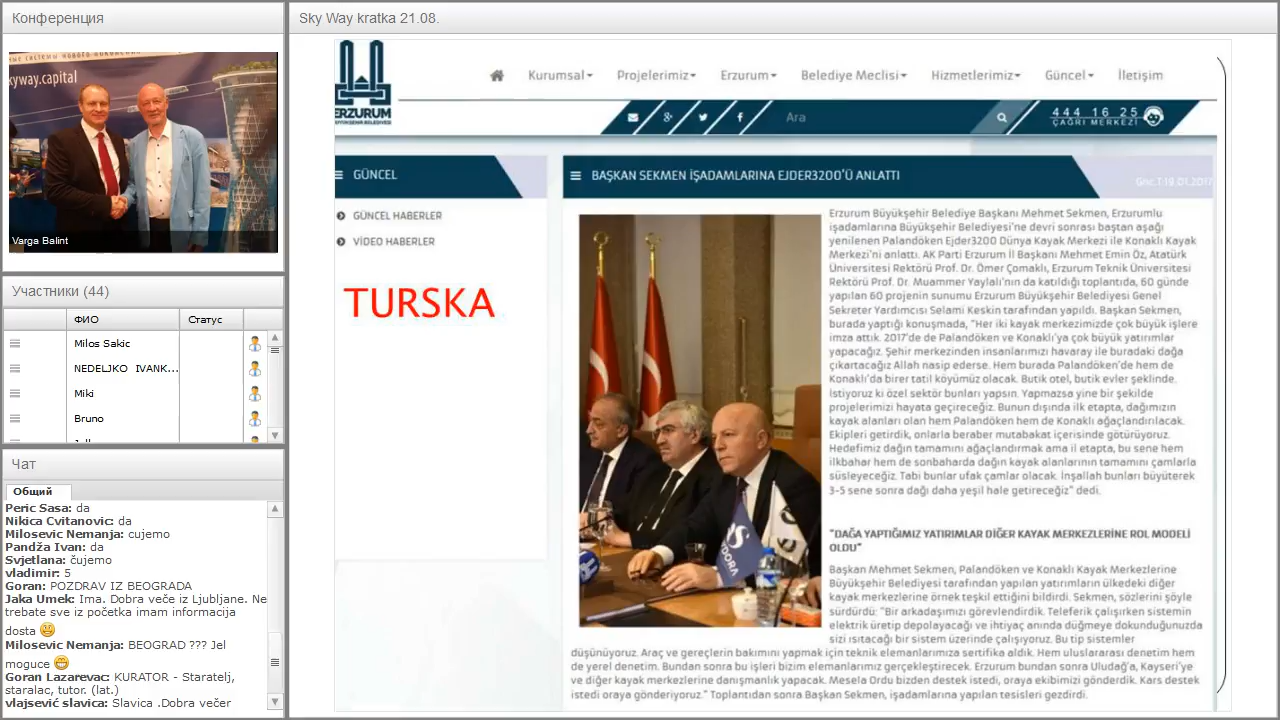 Конференция
Varga Balint
Участники (44)
ФИО
Статус
Milos Sakic
NEDELJKO IVANK...
Miki
Bruno
Чат
Общий
Peric Sasa: da
Nikica Cvitanovic: da
Milosevic Nemanja: čujemo
Pandža Ivan: da
Svjetlana: čujemo
vladimir: 5
Goran: POZDRAV IZ BEOGRADA
Jaka Umek: Ima. Dobra veče iz Ljubljane. Ne
trebate sve iz početka imam informacija
dosta
Milosevic Nemanja: BEOGRAD ??? Jel
moguce
Goran Lazarevac: KURATOR - Staratelj,
staralac, tutor. (lat.)
vlajsević slavica: Slavica .Dobra večer
Sky Way kratka 21.08.
ERZURUM
BÜYÜKŞEHİR BELEDİYESİ
Kurumsal
Projelerimiz
Erzurum
Belediye Meclisi
Hizmetlerimiz
Güncel
İletişim
Ara
444 16 25
ÇAĞRI MERKEZİ
GÜNCEL
GÜNCEL HABERLER
VİDEO HABERLER
TURSKA
BAŞKAN SEKMEN İŞADAMLARINA EJDER3200'Ü ANLATTI
Erzurum Büyükşehir Belediye Başkanı Mehmet Sekmen, Erzurumlu
işadamlarına Büyükşehir Belediyesi'ne devri sonrası baştan aşağı
yenilenen Palandöken Ejder3200 Dünya Kayak Merkezi ile Konaklı Kayak
Merkezi'ni anlattı. AK Parti Erzurum İl Başkanı Mehmet Emin Öz, Atatürk
Üniversitesi Rektörü Prof. Dr. Ömer Çomaklı, Erzurum Teknik Üniversitesi
Rektörü Prof. Dr. Muammer Yaylalı'nın da katıldığı toplantıda, 60 günde
yapılan 60 projenin sunumu Erzurum Büyükşehir Belediyesi Genel
Sekreter Yardımcısı Selami Keskin tarafından yapıldı. Başkan Sekmen,
burada yaptığı konuşmada, "Her iki kayak merkezimizde çok büyük işlere
imza attık. 2017'de de Palandöken ve Konaklı'ya çok büyük yatırımlar
yapacağız. Şehir merkezinden insanlarımızı havaray ile buradaki dağa
çıkartacağız Allah nasip ederse. Hem burada Palandöken'de hem de
Konaklı'da birer tatil köyümüz olacak. Butik otel, butik evler şeklinde.
İstiyoruz ki özel sektör bunları yapsın. Yapmazsa yine bir şekilde
projelerimizi hayata geçireceğiz. Bunun dışında ilk etapta, dağımızın
kayak alanları olan hem Palandöken hem de Konaklı ağaçlandırılacak.
Ekipleri getirdik, onlarla beraber mutabakat içerisinde götürüyoruz.
Hedefimiz dağın tamamını ağaçlandırmak ama il etapta, bu sene hem
ilkbahar hem de sonbaharda dağın kayak alanlarının tamamını çamlarla
süsleyeceğiz. Tabi bunlar ufak çamlar olacak. İnşallah bunları büyüterek
3-5 sene sonra dağı daha yeşil hale getireceğiz" dedi.
"DAĞA YAPTIĞIMIZ YATIRIMLAR DİĞER KAYAK MERKEZLERİNE ROL MODELİ
OLDU"
Başkan Mehmet Sekmen, Palandöken ve Konaklı Kayak Merkezlerine
Büyükşehir Belediyesi tarafından yapılan yatırımların ülkedeki diğer
kayak merkezlerine örnek teşkil ettiğini bildirdi. Sekmen, sözlerini şöyle
sürdürdü: "Bir arkadaşımızı görevlendirdik. Teleferik çalışırken sistemin
elektrik üretip depolayacağı ve ihtiyaç anında düğmeye dokunduğunuzda
sizi ısıtacağı bir sistem üzerinde çalışıyoruz. Bu tip sistemler
düşünüyoruz. Araç ve gereçlerin bakımını yapmak için teknik elemanlarımıza sertifika aldık. Hem uluslararası denetim hem
de yerel denetim. Bundan sonra bu işleri bizim elemanlarımız gerçekleştirecek. Erzurum bundan sonra Uludağ'a, Kayseri'ye
ve diğer kayak merkezlerine danışmanlık yapacak. Mesela Ordu bizden destek istedi, oraya ekibimizi gönderdik. Kars destek
istedi oraya gönderiyoruz." Toplantıdan sonra Başkan Sekmen, işadamlarına yapılan tesisleri gezdirdi.